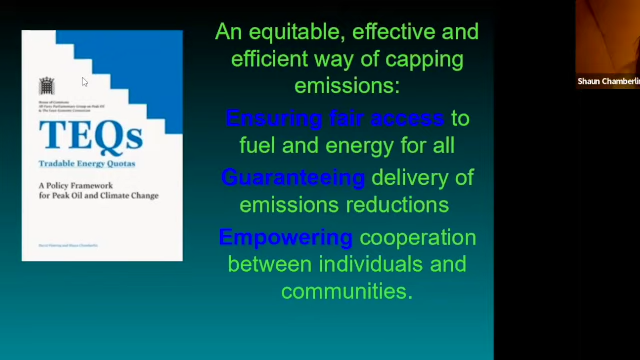 An equitable, effective and
efficient way of capping
emissions:
Ensuring fair access to
fuel and energy for all
Guaranteeing delivery of
emissions reductions
Empowering cooperation
between individuals and
communities.
House of Commons
All Party Parliamentary Group on Peak Oil
& The Lean Economy Connection
TEQs
Tradable Energy Quotas
A Policy Framework
for Peak Oil and Climate Change
Shaun Chamberlin